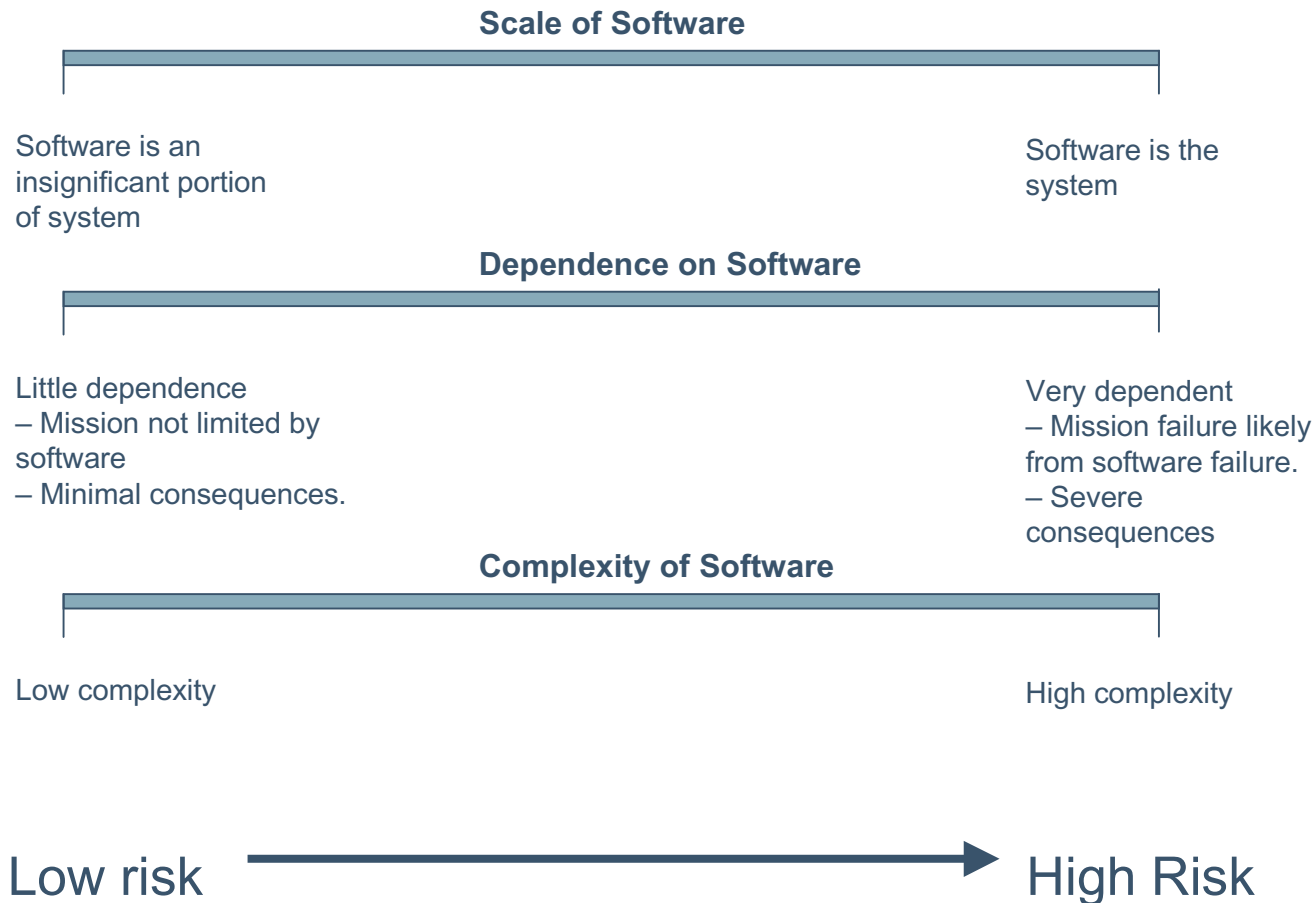 Scale of Software
Software is an
insignificant portion
of system
Software is the
system
Dependence on Software
Little dependence
– Mission not limited by
software
– Minimal consequences.
Very dependent
– Mission failure likely
from software failure.
– Severe
consequences
Complexity of Software
Low complexity
High complexity
Low risk
High Risk